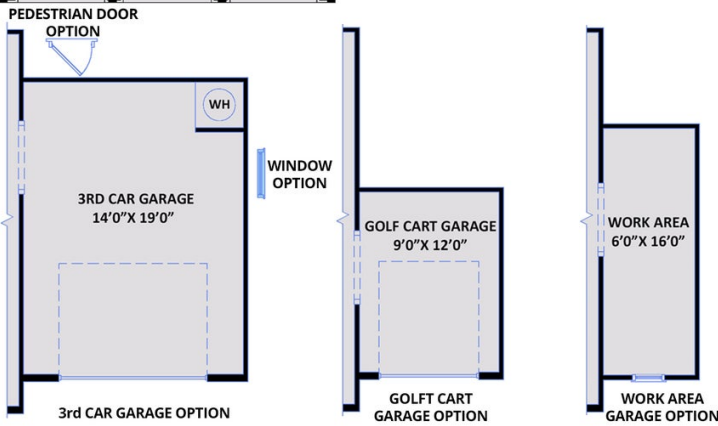 PEDESTRIAN DOOR
OPTION
WH
WINDOW
OPTION
3RD CAR GARAGE
14’0”X 19’0”
3rd CAR GARAGE OPTION
GOLF CART GARAGE
9’0”X 12’0”
GOLFT CART
GARAGE OPTION
WORK AREA
6’0”X 16’0”
WORK AREA
GARAGE OPTION